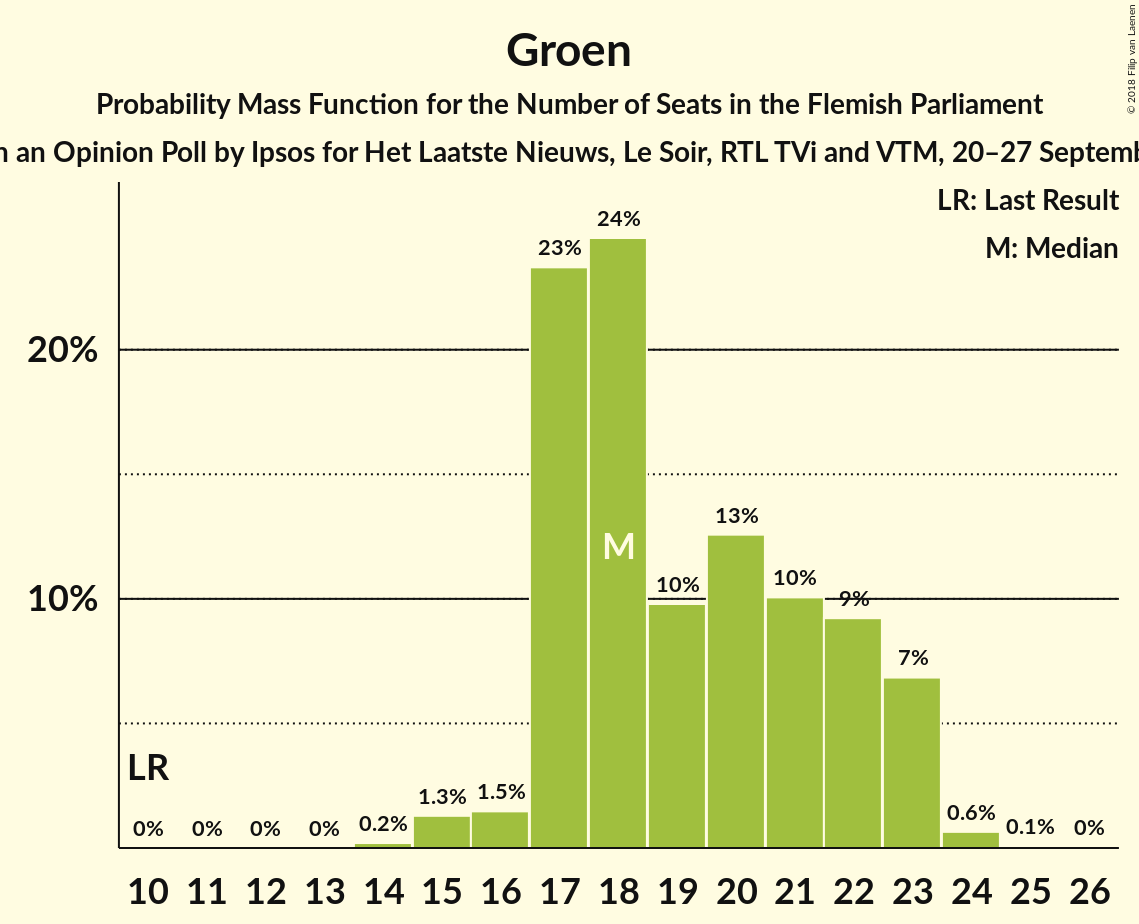 Groen
Probability Mass Function for the Number of Seats in the Flemish Parliament
an Opinion Poll by Ipsos for Het Laatste Nieuws, Le Soir, RTL TVi and VTM, 20–27
© 2018 Filip van Laenen
LR: Last Result
M: Median
24%
23%
20%
13%
M
10%
10%
10%
9%
7%
LR
1.3%
1.5%
0.6%
0%
0%
0%
0%
0.2%
0.1%
0%
10 11 12 13 14 15 16 17 18 19 20 21 22 23 24 25 26